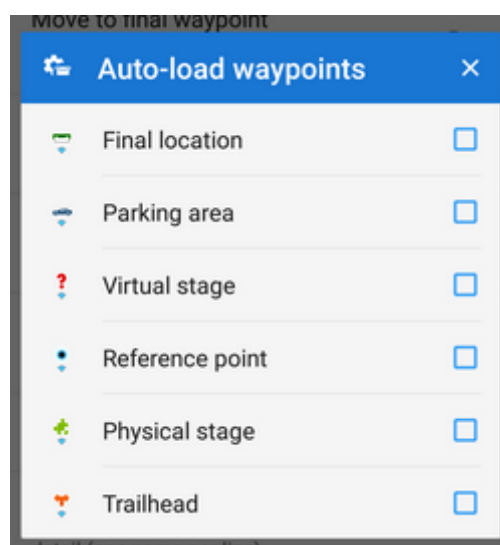 Move to final waypoint
Auto-load waypoints
Final location
Parking area
Virtual stage
Reference point
Physical stage
Trailhead